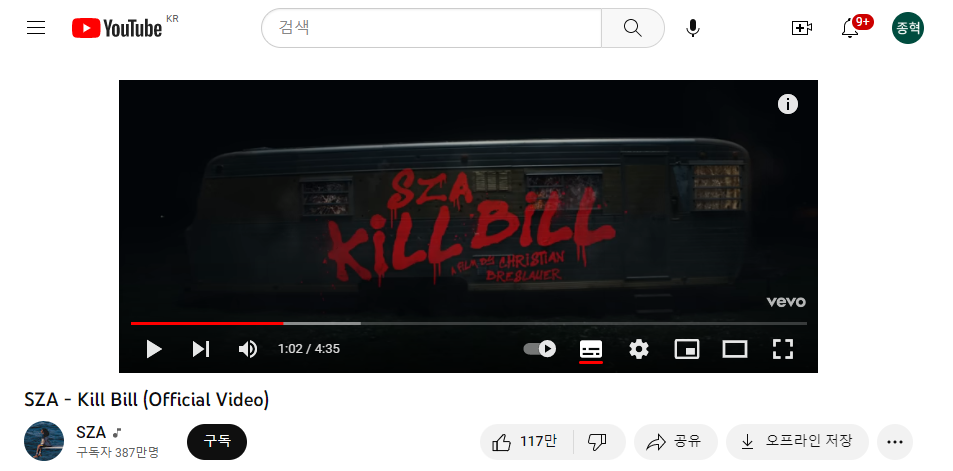 YouTube KR
검색
9+
종혁
SZA
KiLL BiLL
A FILM BY CHRISTIAN
BRESLAUER
vevo
1:02 / 4:35
SZA - Kill Bill (Official Video)
SZA
구독자 387만명
구독
117만
공유
오프라인 저장